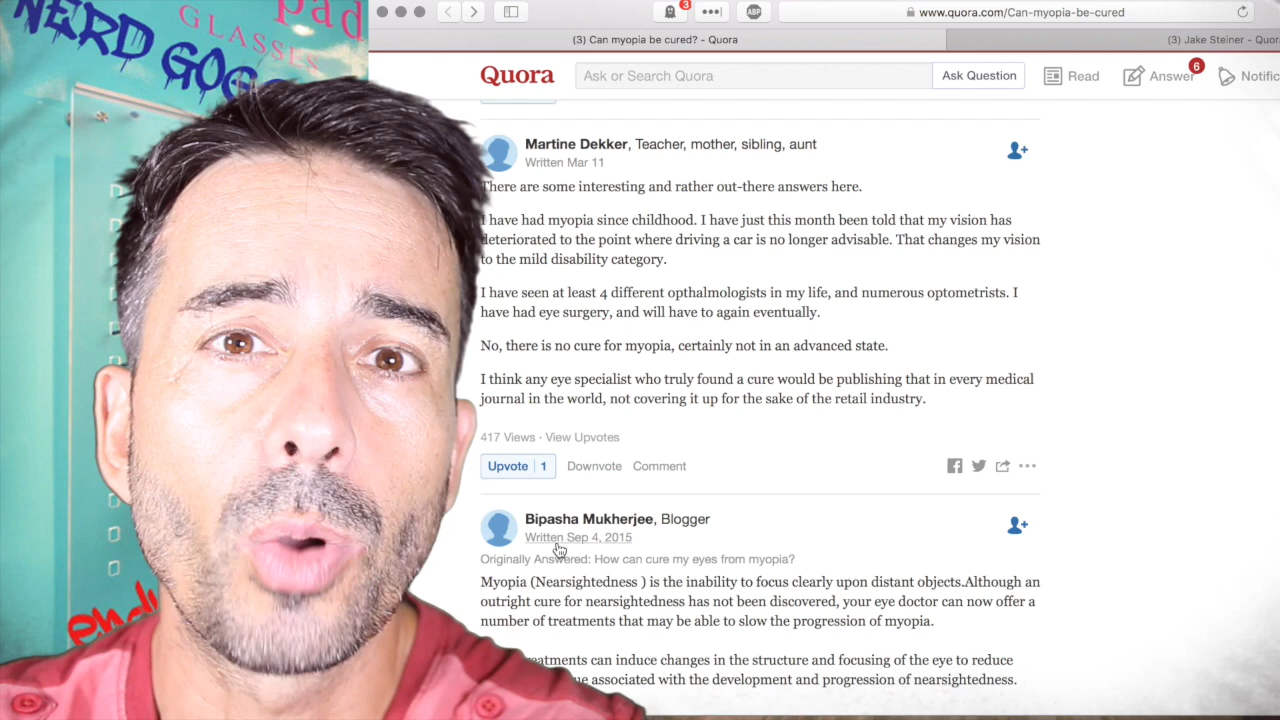 NERD GOGG
pad
GLASSES
3
ABP
www.quora.com/Can-myopia-be-cured
(3) Can myopia be cured? - Quora
(3) Jake Steiner - Quor
Quora
Ask or Search Quora
Ask Question
Read
Answer
6
Notific
Martine Dekker, Teacher, mother, sibling, aunt
Written Mar 11
There are some interesting and rather out-there answers here.
I have had myopia since childhood. I have just this month been told that my vision has
deteriorated to the point where driving a car is no longer advisable. That changes my vision
to the mild disability category.
I have seen at least 4 different opthalmologists in my life, and numerous optometrists. I
have had eye surgery, and will have to again eventually.
No, there is no cure for myopia, certainly not in an advanced state.
I think any eye specialist who truly found a cure would be publishing that in every medical
journal in the world, not covering it up for the sake of the retail industry.
417 Views · View Upvotes
Upvote 1
Downvote
Comment
Bipasha Mukherjee, Blogger
Written Sep 4, 2015
Originally Answered: How can cure my eyes from myopia?
Myopia (Nearsightedness ) is the inability to focus clearly upon distant objects.Although an
outright cure for nearsightedness has not been discovered, your eye doctor can now offer a
number of treatments that may be able to slow the progression of myopia.
eatments can induce changes in the structure and focusing of the eye to reduce
ue associated with the development and progression of nearsightedness.